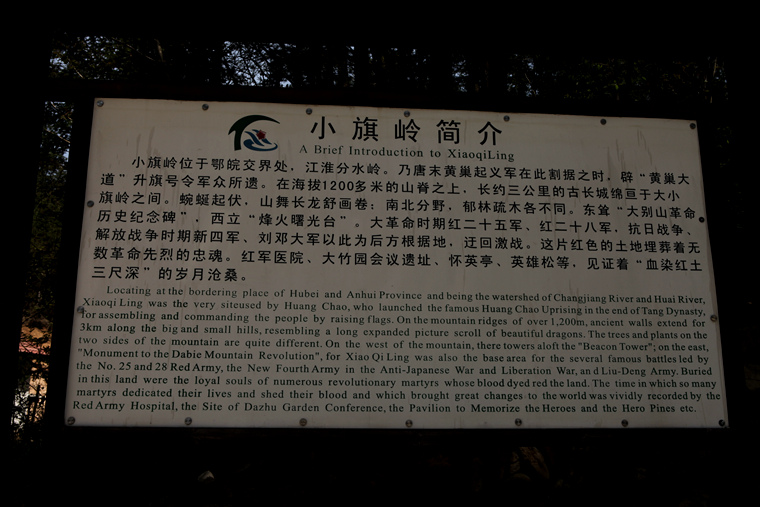 小旗岭简介
A Brief Introduction to XiaoqiLing
小旗岭位于鄂皖交界处，江淮分水岭。乃唐末黄巢起义军在此割据之时，辟“黄巢大
道”升旗号令军众所遗。在海拔1200多米的山脊之上，长约三公里的古长城绵亘于大小
旗岭之间。蜿蜒起伏，山舞长龙舒画卷；南北分野，郁林疏木各不同。东耸“大别山革命
历史纪念碑”，西立“烽火曙光台”。大革命时期红二十五军、红二十八军，抗日战争、
解放战争时期新四军、刘邓大军以此为后方根据地，迂回激战。这片红色的土地埋葬着无
数革命先烈的忠魂。红军医院、大竹园会议遗址、怀英亭、英雄松等，见证着“血染红土
三尺深”的岁月沧桑。
Locating at the bordering place of Hubei and Anhui Province and being the watershed of Changjiang River and Huai River,
Xiaoqi Ling was the very siteused by Huang Chao, who launched the famous Huang Chao Uprising in the end of Tang Dynasty,
for assembling and commanding the people by raising flags. On the mountain ridges of over 1,200m, ancient walls extend for
3km along the big and small hills, resembling a long expanded picture scroll of beautiful dragons. The trees and plants on the
two sides of the mountain are quite different. On the west of the mountain, there towers aloft the "Beacon Tower"; on the east,
"Monument to the Dabie Mountain Revolution", for Xiao Qi Ling was also the base area for the several famous battles led by
the No. 25 and 28 Red Army, the New Fourth Army in the Anti-Japanese War and Liberation War, and Liu-Deng Army. Buried
in this land were the loyal souls of numerous revolutionary martyrs whose blood dyed red the land. The time in which so many
martyrs dedicated their lives and shed their blood and which brought great changes to the world was vividly recorded by the
Red Army Hospital, the Site of Dazhu Garden Conference, the Pavilion to Memorize the Heroes and the Hero Pines etc.